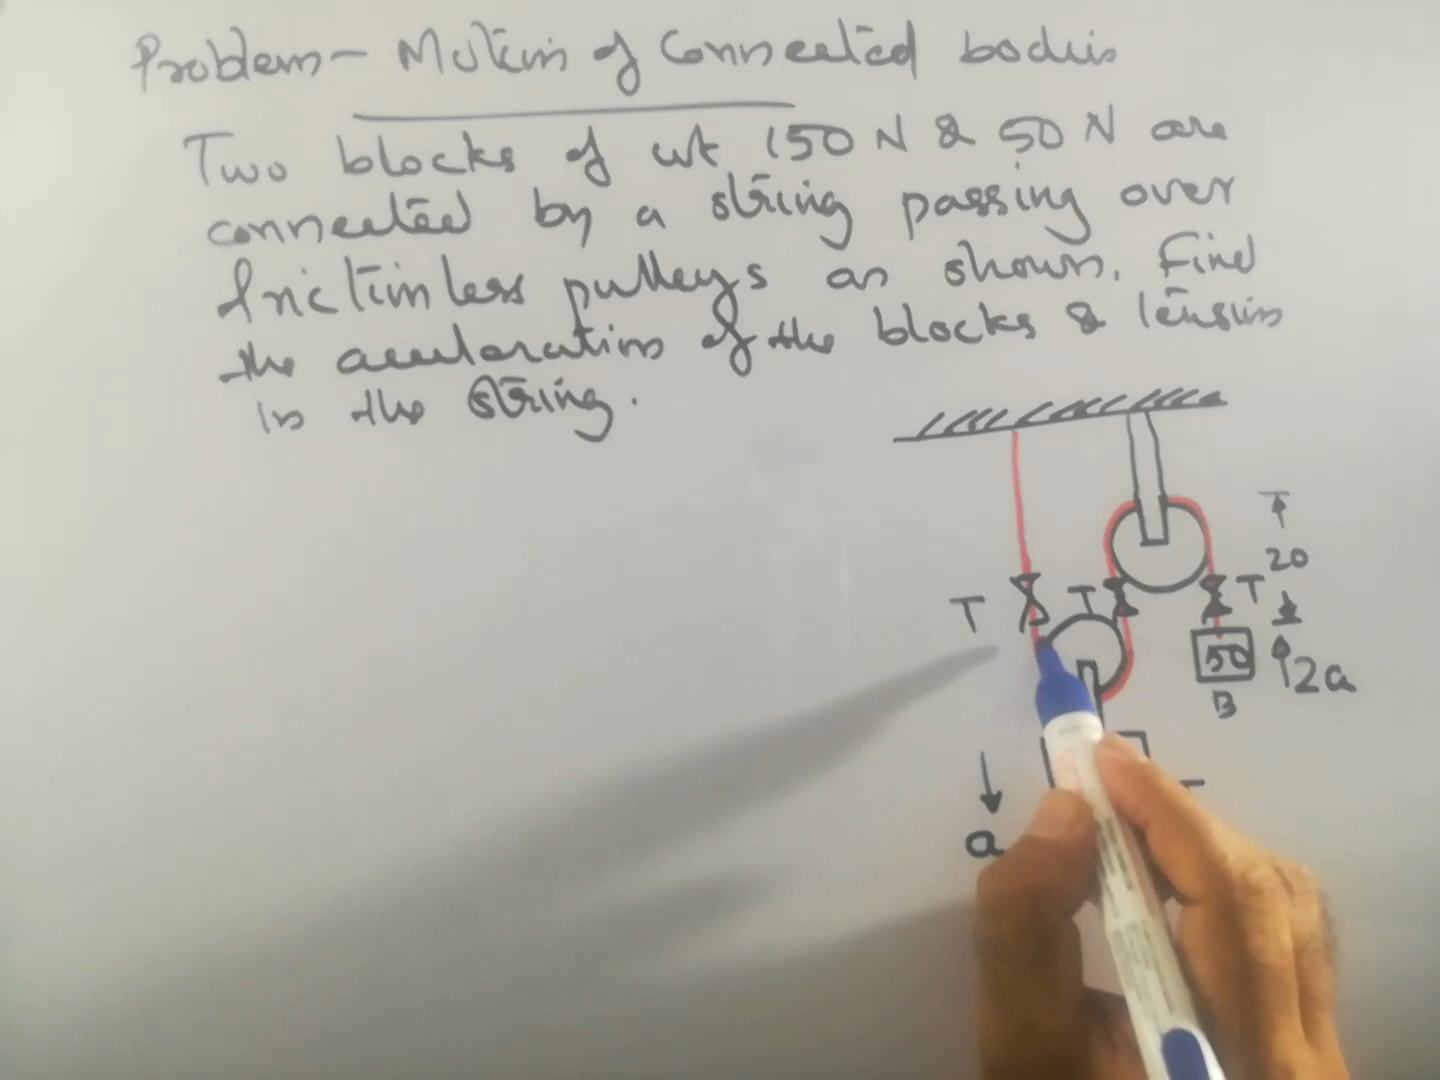 Problem - Motion of Connected bodies
Two blocks of wt 150 N & 50 N are
connected by a string passing over
frictionless pulleys as shown. Find
the acceleration of the blocks & tension
in the string.
20
T T T
50
B
2a
a